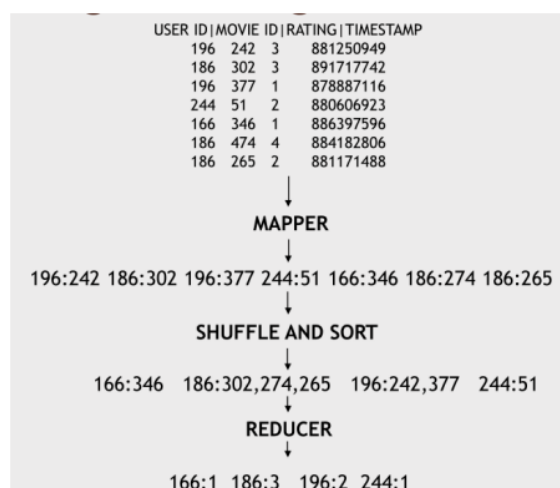 USER ID|MOVIE ID|RATING|TIMESTAMP
196 242 3 881250949
186 302 3 891717742
196 377 1 878887116
244 51 2 880606923
166 346 1 886397596
186 474 4 884182806
186 265 2 881171488
MAPPER
196:242 186:302 196:377 244:51 166:346 186:274 186:265
SHUFFLE AND SORT
166:346 186:302,274,265 196:242,377 244:51
REDUCER
166:1 186:3 196:2 244:1